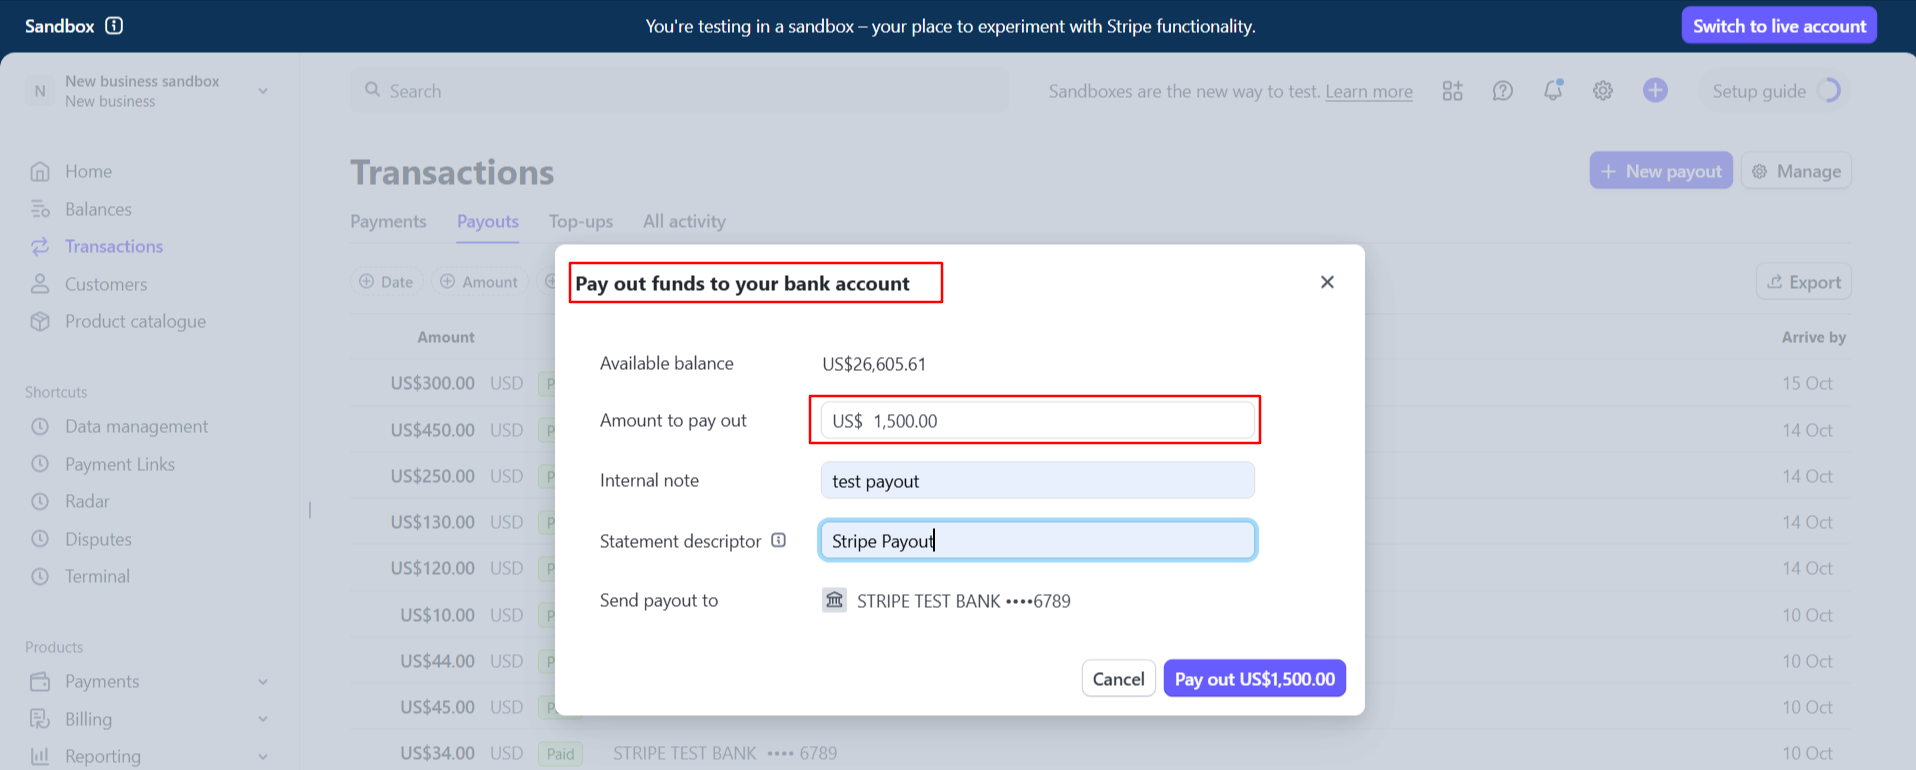 Sandbox
You're testing in a sandbox – your place to experiment with Stripe functionality.
Switch to live account
N
New business sandbox
New business
Search
Sandboxes are the new way to test. Learn more
Setup guide
Home
Balances
Transactions
Customers
Product catalogue
Shortcuts
Data management
Payment Links
Radar
Disputes
Terminal
Products
Payments
Billing
Reporting
Transactions
New payout
Manage
Payments Payouts Top-ups All activity
Date Amount
Export
Amount Arrive by
US$300.00 USD P 15 Oct
US$450.00 USD P 14 Oct
US$250.00 USD P 14 Oct
US$130.00 USD P 14 Oct
US$120.00 USD P 14 Oct
US$10.00 USD P 10 Oct
US$44.00 USD P 10 Oct
US$45.00 USD P 10 Oct
US$34.00 USD Paid STRIPE TEST BANK •••• 6789 10 Oct
Pay out funds to your bank account
Available balance US$26,605.61
Amount to pay out US$ 1,500.00
Internal note test payout
Statement descriptor Stripe Payout
Send payout to STRIPE TEST BANK ••••6789
Cancel Pay out US$1,500.00